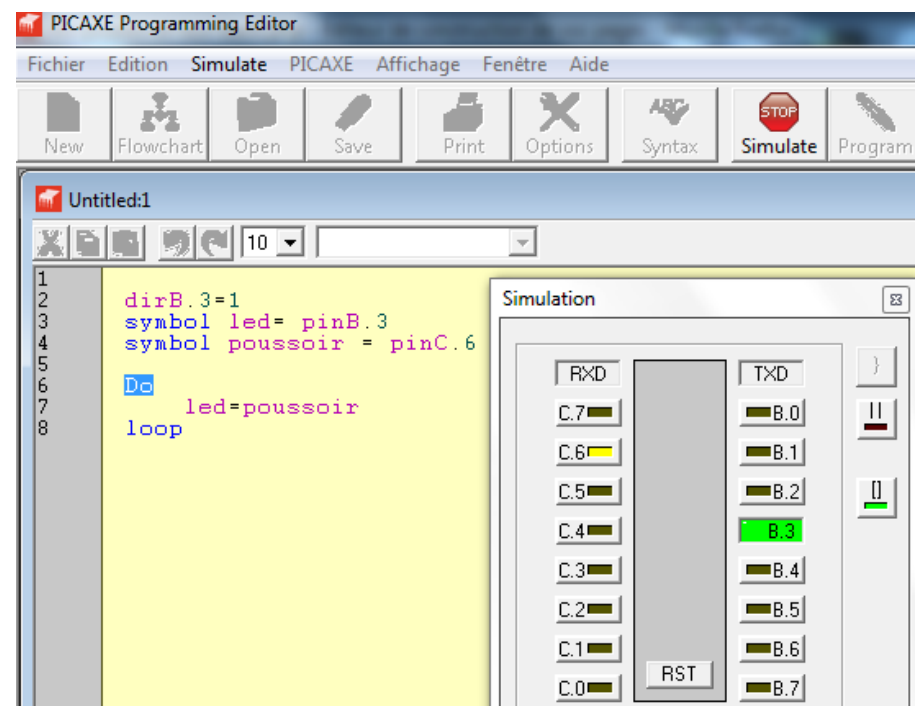 PICAXE Programming Editor
Fichier Edition Simulate PICAXE Affichage Fenêtre Aide
New Flowchart Open Save Print Options Syntax Simulate Program
ABC STOP
Untitled:1
10
1
2 dirB.3=1
3 symbol led= pinB.3
4 symbol poussoir = pinC.6
5
6 Do
7 led=poussoir
8 loop
Simulation
RXD TXD
C.7 B.0
C.6 B.1
C.5 B.2
C.4 B.3
C.3 B.4
C.2 B.5
C.1 B.6
RST
C.0 B.7
}
||
[]